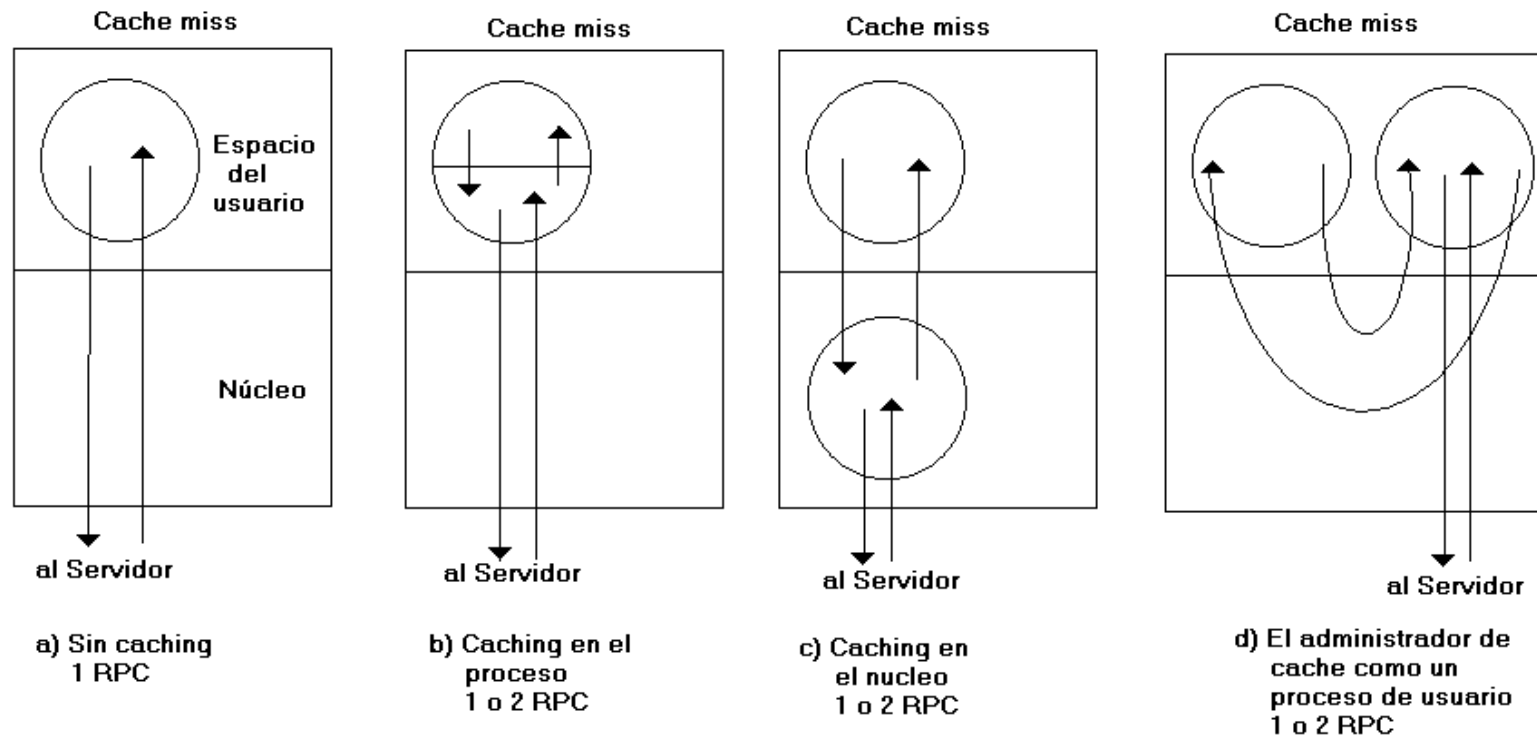 Cache miss
Espacio
del
usuario
Núcleo
al Servidor
a) Sin caching
1 RPC
Cache miss
al Servidor
b) Caching en el
proceso
1 o 2 RPC
Cache miss
al Servidor
c) Caching en
el nucleo
1 o 2 RPC
Cache miss
al Servidor
d) El administrador de
cache como un
proceso de usuario
1 o 2 RPC